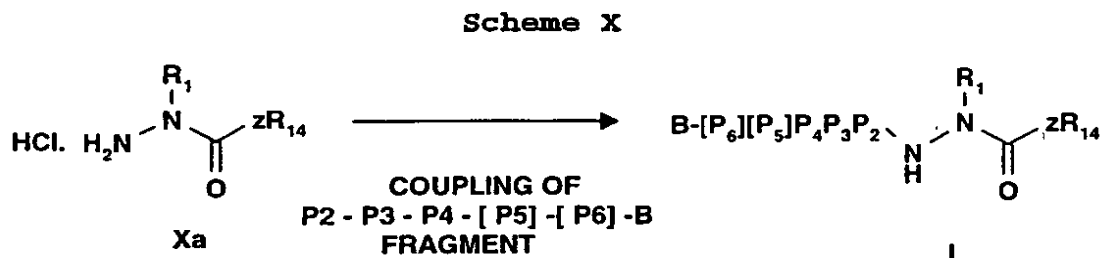 Scheme X
R₁
HCl. H₂N N zR₁₄
O
Xa
COUPLING OF
P2 - P3 - P4 - [ P5] -[ P6] -B
FRAGMENT
R₁
B-[P₆][P₅]P₄P₃P₂ N zR₁₄
N
H
O
I